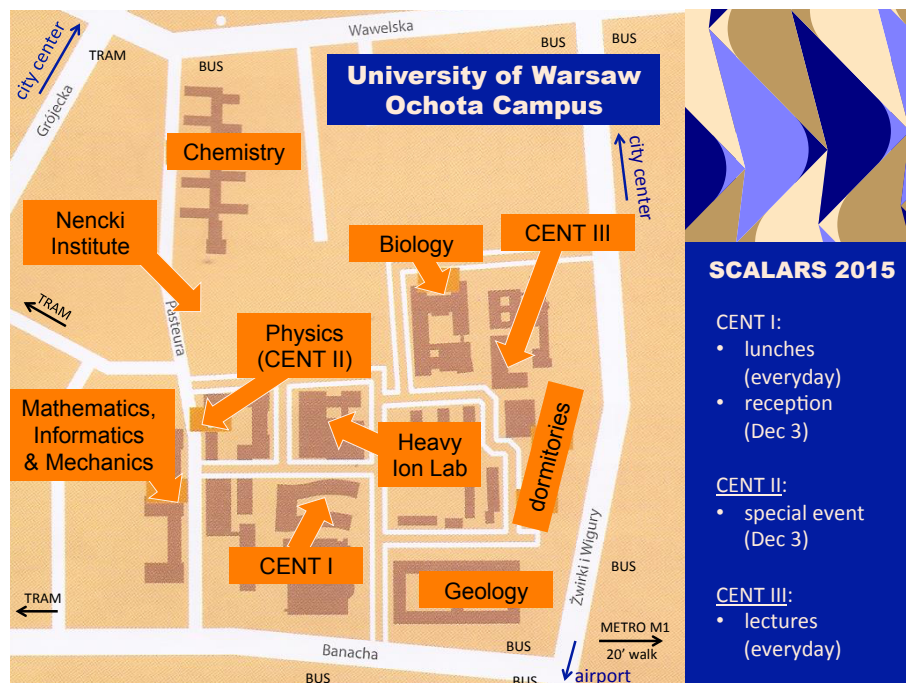 Wawelska
city center
TRAM
BUS
BUS
BUS
University of Warsaw
Ochota Campus
Grójecka
Chemistry
city center
Nencki
Institute
Biology
CENT III
TRAM
Pasteura
Physics
(CENT II)
Mathematics,
Informatics
& Mechanics
Heavy
Ion Lab
dormitories
CENT I
Geology
Żwirki i Wigury
BUS
TRAM
METRO M1
20’ walk
Banacha
BUS
BUS
BUS
airport
SCALARS 2015
CENT I:
• lunches
(everyday)
• reception
(Dec 3)
CENT II:
• special event
(Dec 3)
CENT III:
• lectures
(everyday)